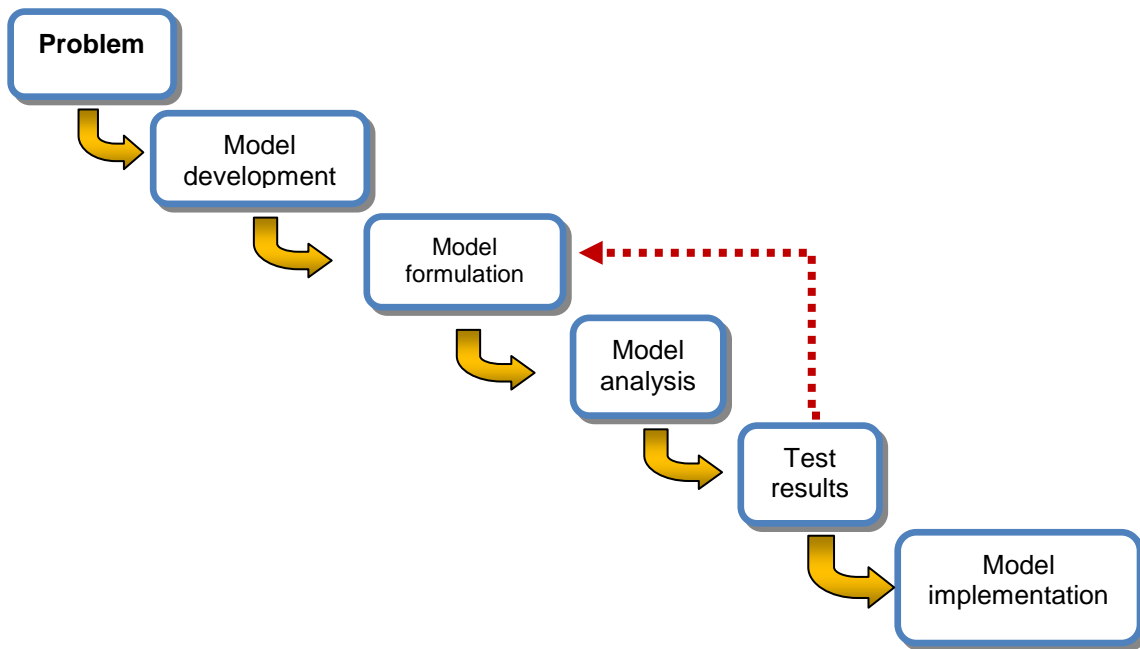 Problem
Model
development
Model
formulation
Model
analysis
Test
results
Model
implementation